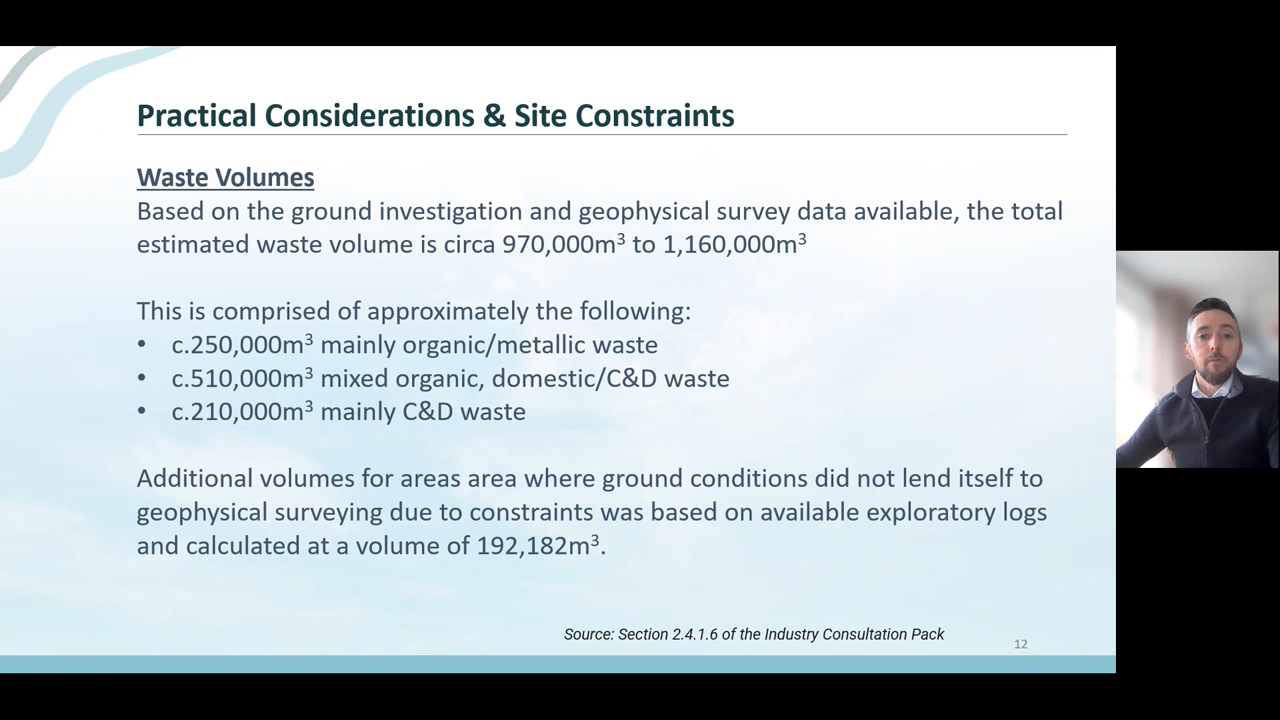 Practical Considerations & Site Constraints
Waste Volumes
Based on the ground investigation and geophysical survey data available, the total
estimated waste volume is circa 970,000m³ to 1,160,000m³
This is comprised of approximately the following:
• c.250,000m³ mainly organic/metallic waste
• c.510,000m³ mixed organic, domestic/C&D waste
• c.210,000m³ mainly C&D waste
Additional volumes for areas area where ground conditions did not lend itself to
geophysical surveying due to constraints was based on available exploratory logs
and calculated at a volume of 192,182m³.
Source: Section 2.4.1.6 of the Industry Consultation Pack
12